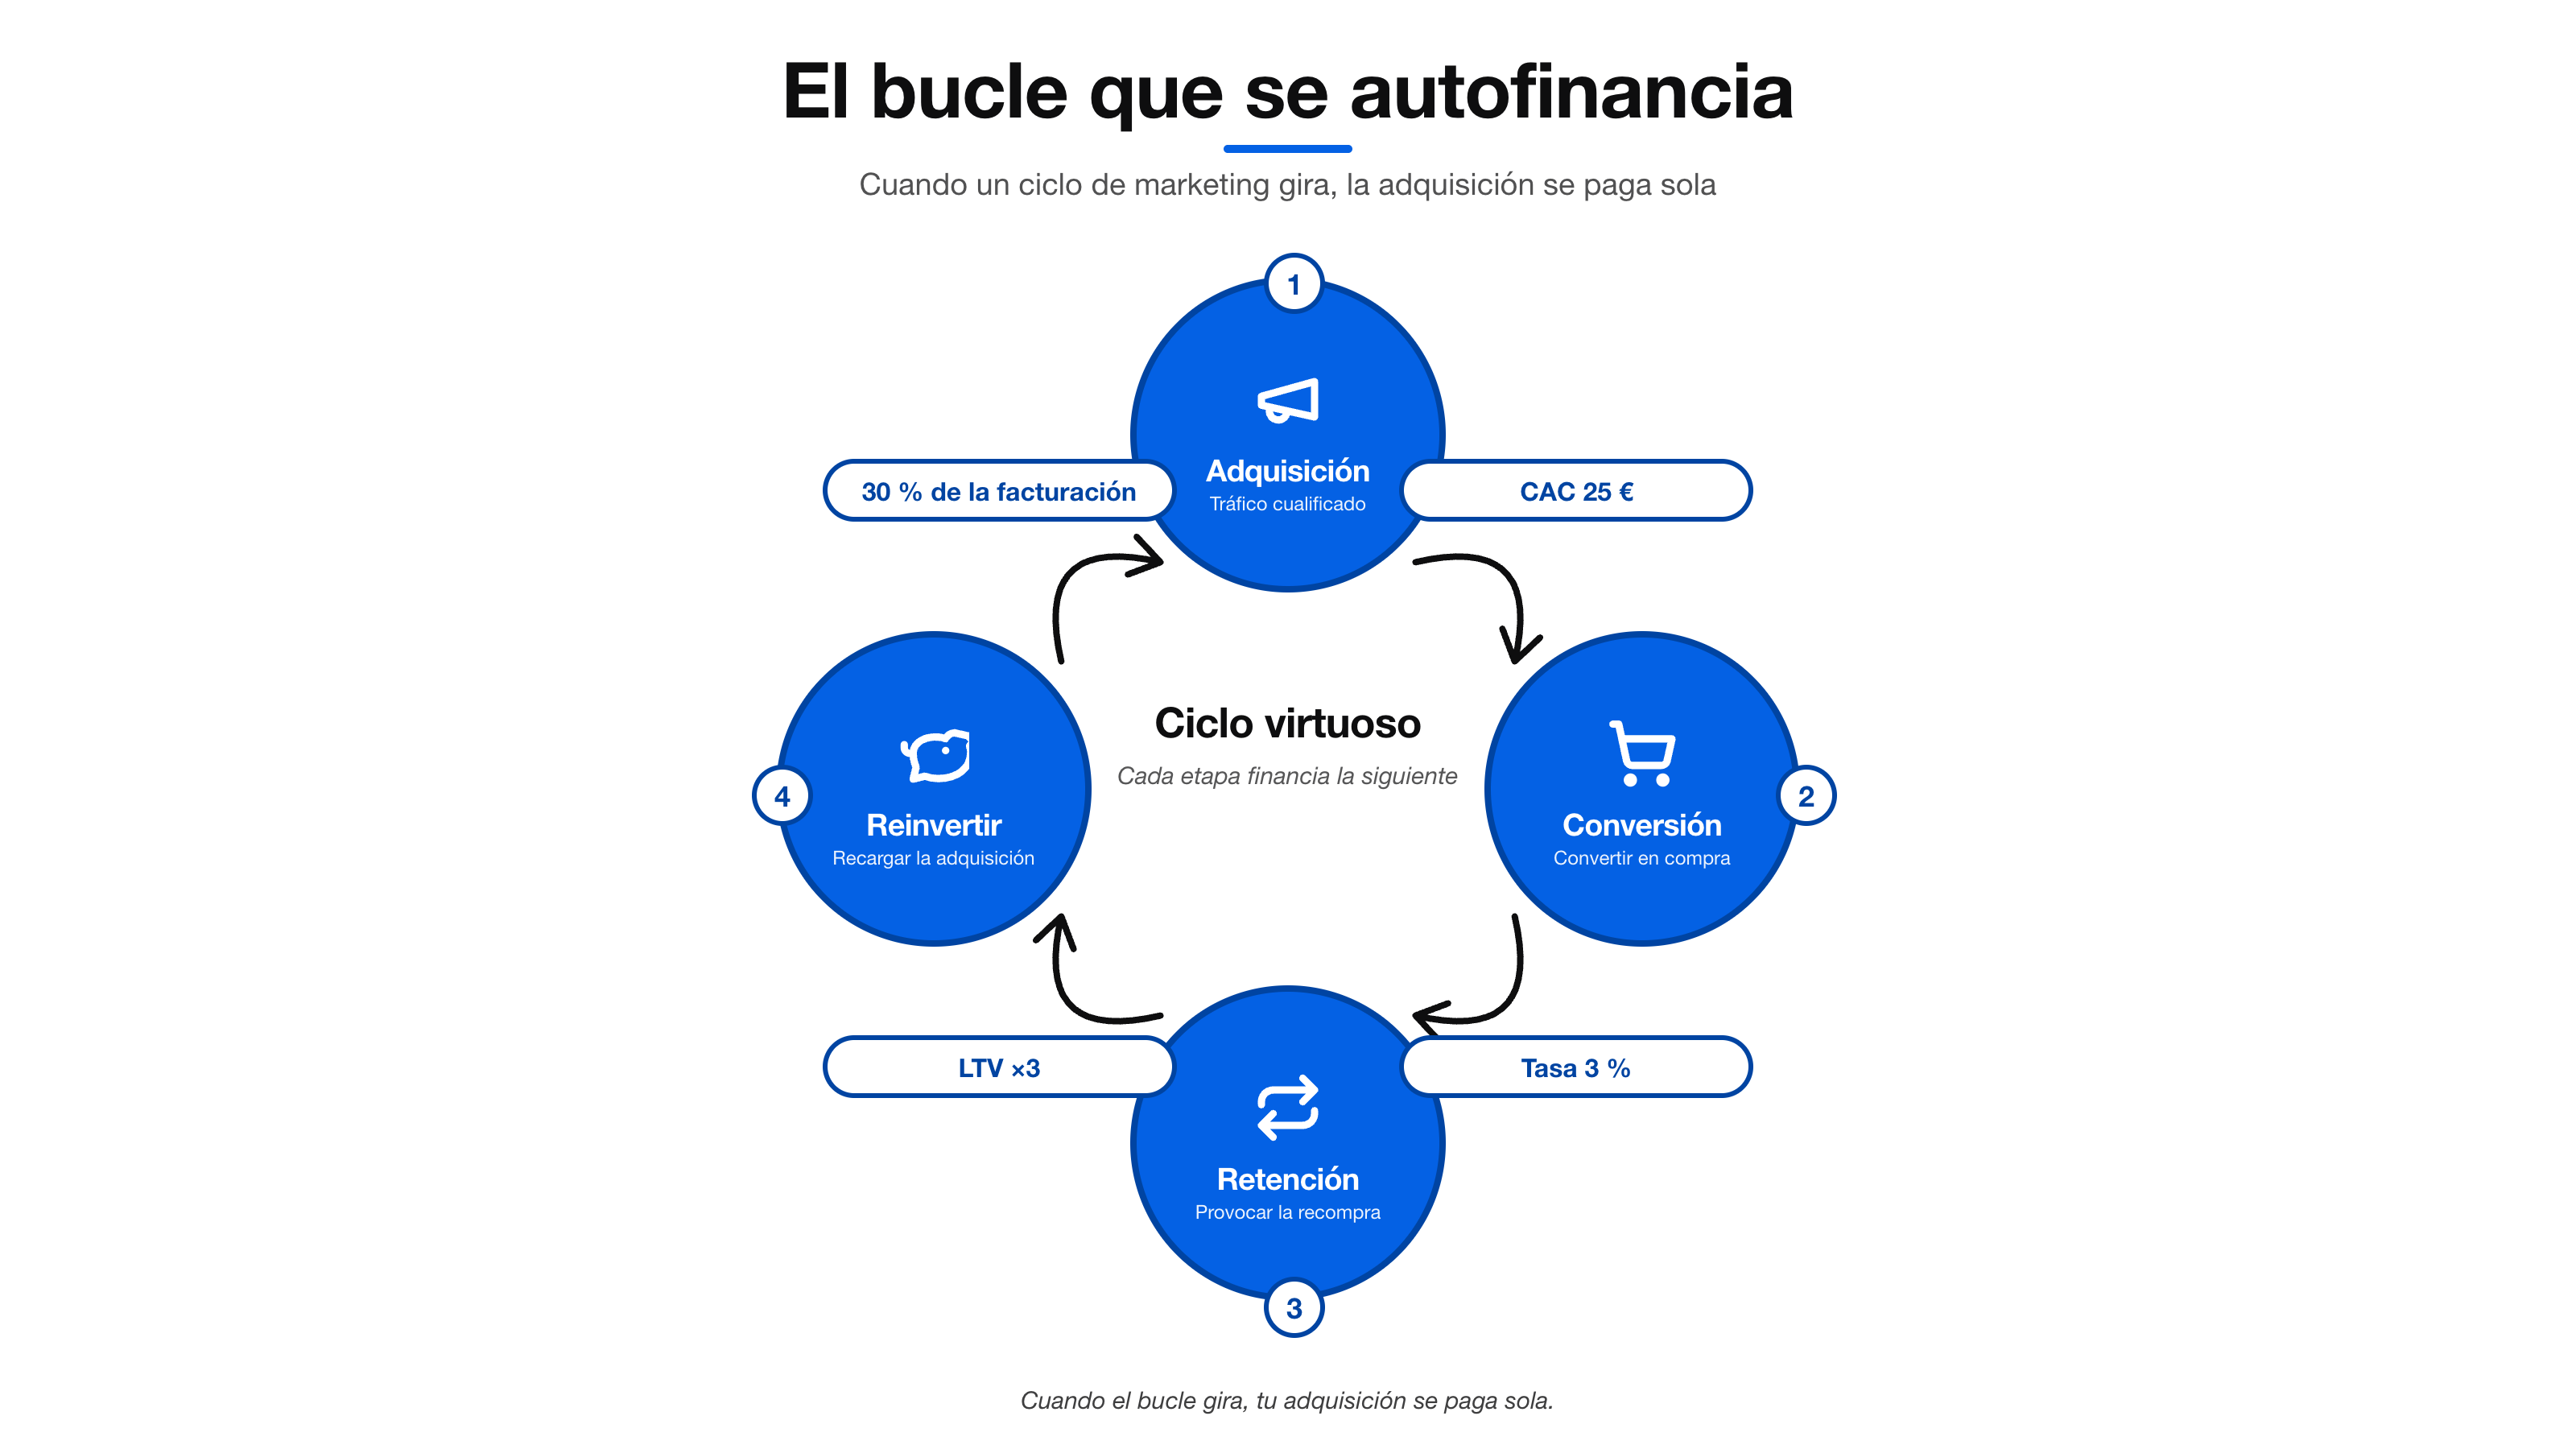 El bucle que se autofinancia
Cuando un ciclo de marketing gira, la adquisición se paga sola
1
Adquisición
Tráfico cualificado
30 % de la facturación
CAC 25 €
Ciclo virtuoso
Cada etapa financia la siguiente
4
Reinvertir
Recargar la adquisición
2
Conversión
Convertir en compra
LTV ×3
Tasa 3 %
Retención
Provocar la recompra
3
Cuando el bucle gira, tu adquisición se paga sola.